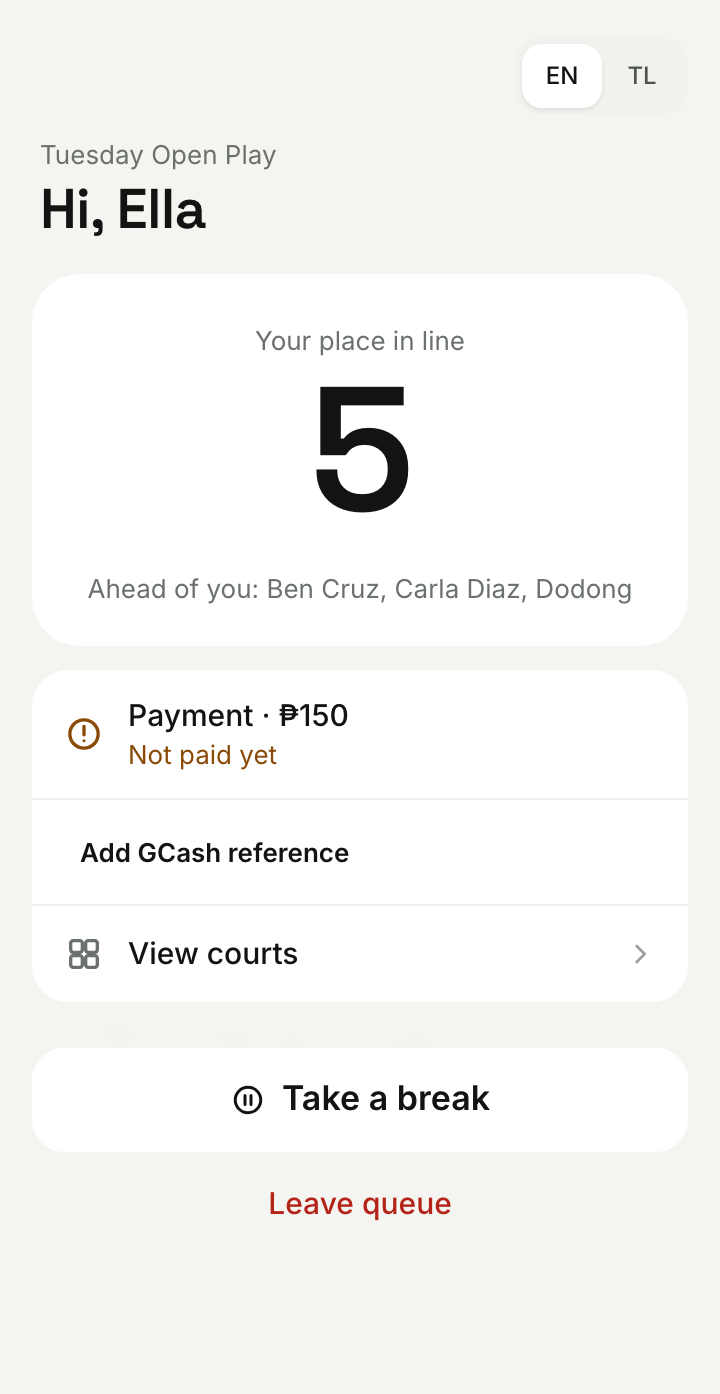 EN TL
Tuesday Open Play
Hi, Ella
Your place in line
5
Ahead of you: Ben Cruz, Carla Diaz, Dodong
Payment · ₱150
Not paid yet
Add GCash reference
View courts
Take a break
Leave queue